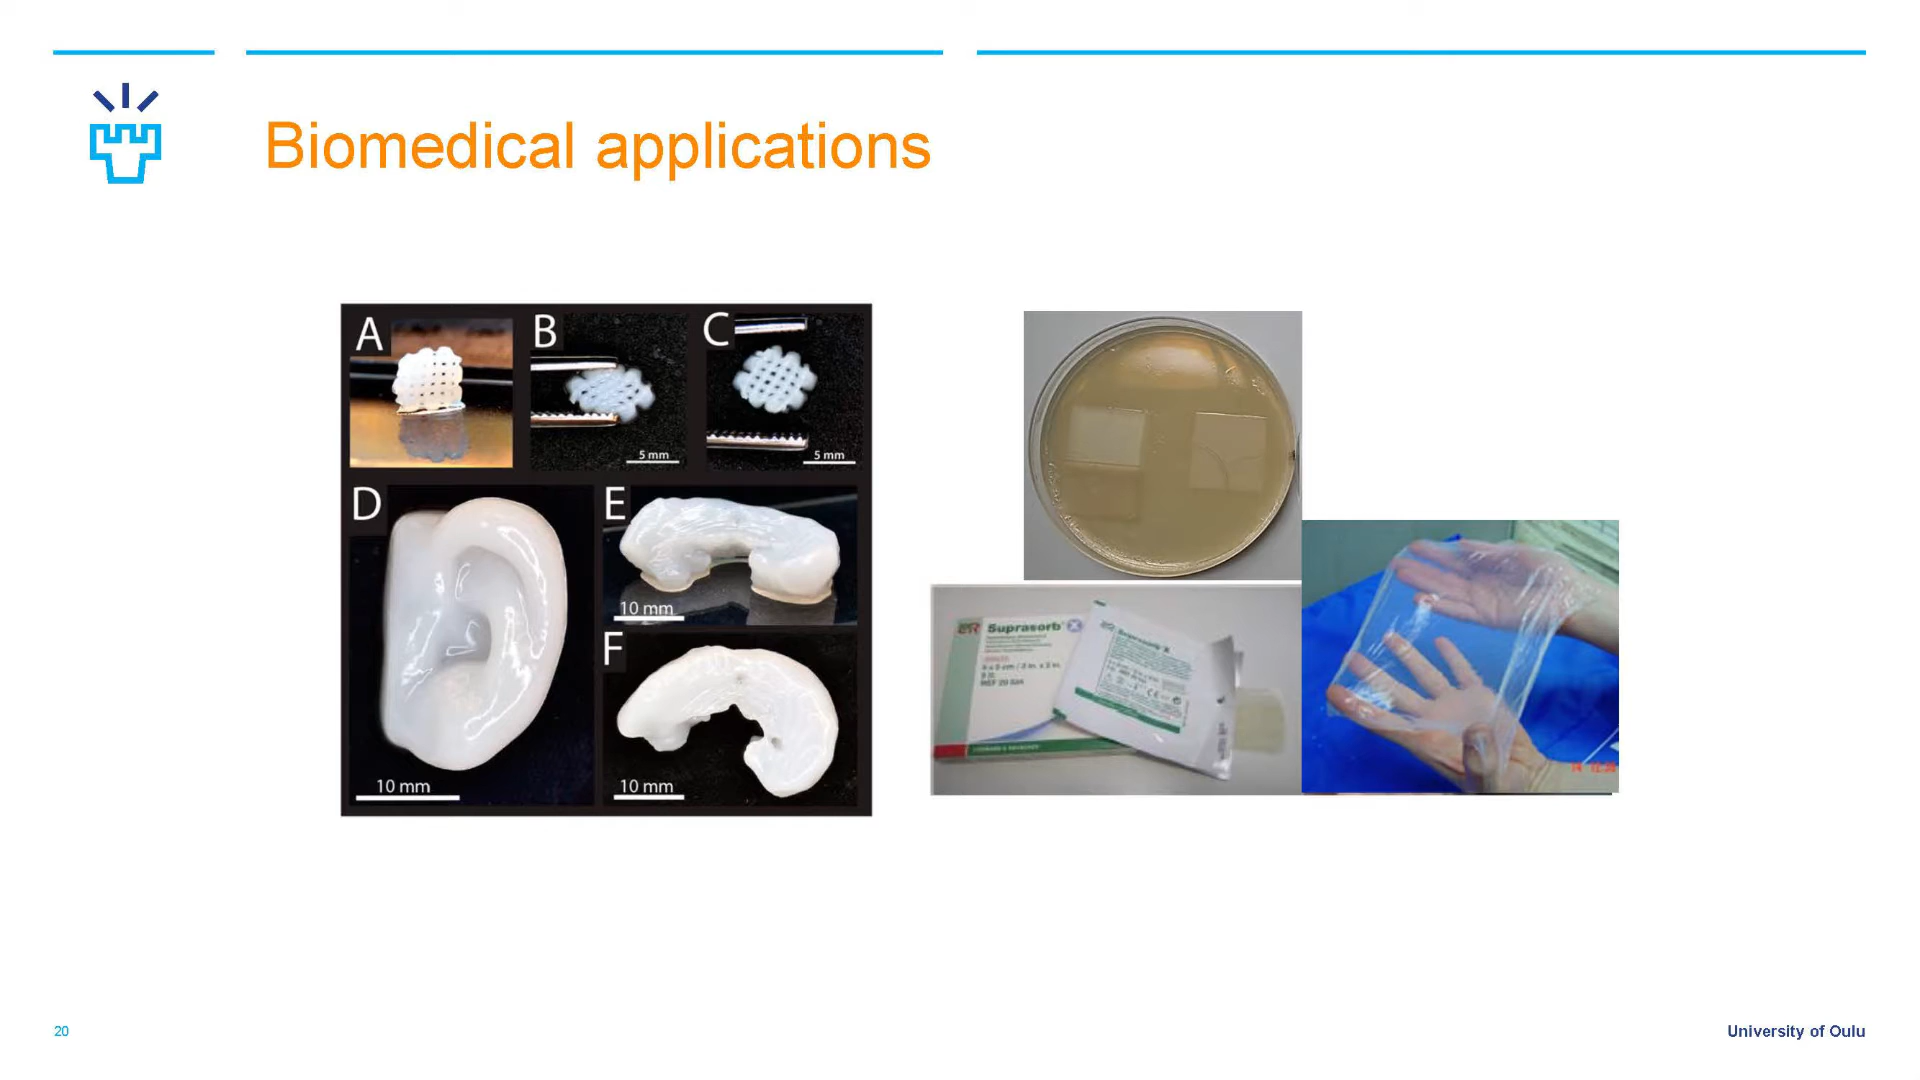 Biomedical applications
A
B
C
5 mm
5 mm
D
E
F
10 mm
10 mm
10 mm
Suprasorb X
Suprasorb X
20
University of Oulu